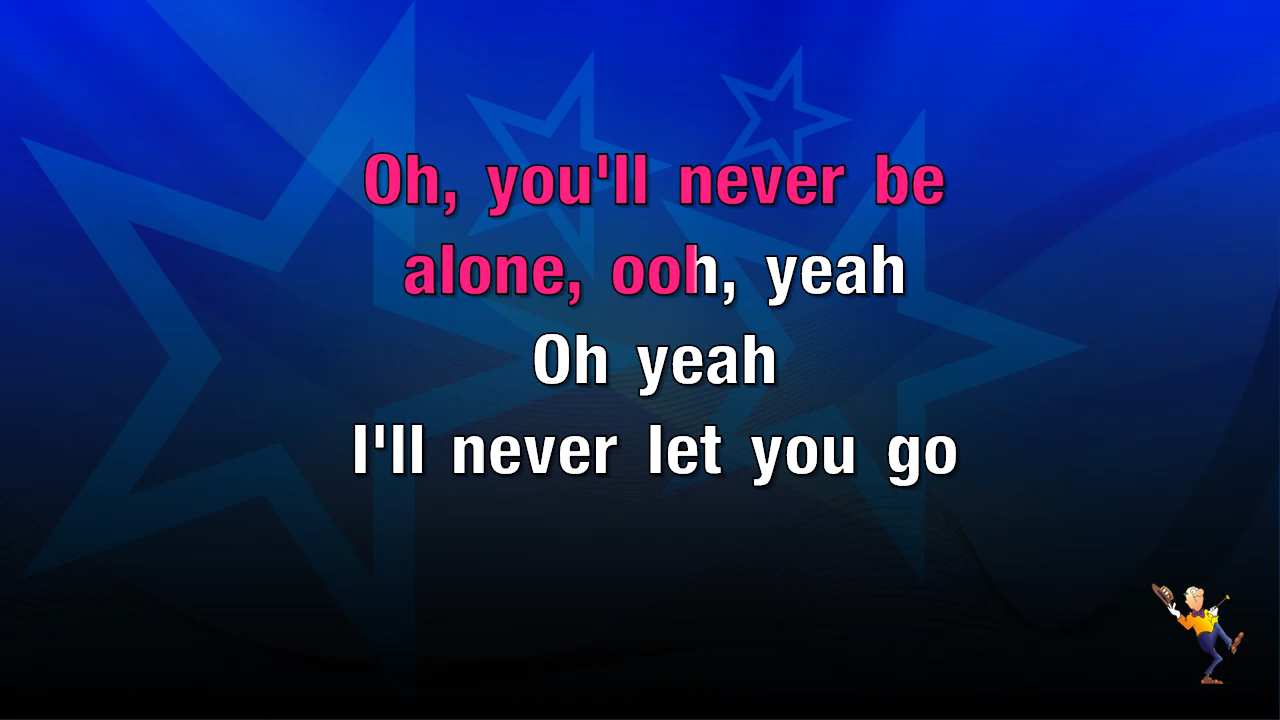 Oh, you'll never be
alone, ooh, yeah
Oh yeah
I'll never let you go